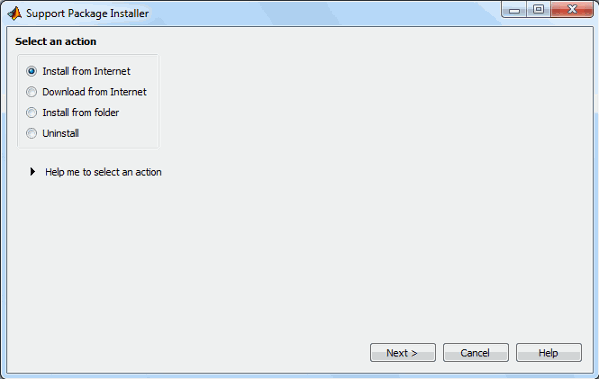 Support Package Installer
Select an action
Install from Internet
Download from Internet
Install from folder
Uninstall
Help me to select an action
Next >
Cancel
Help